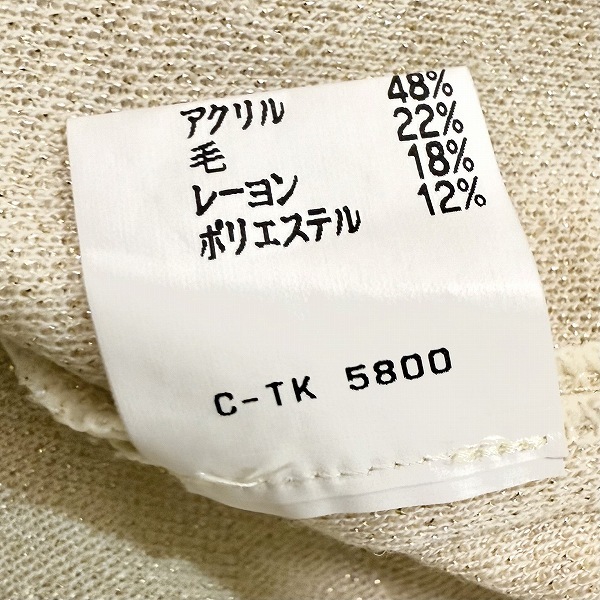 アクリル 48%
毛 22%
レーヨン 18%
ポリエステル 12%
C-TK 5800